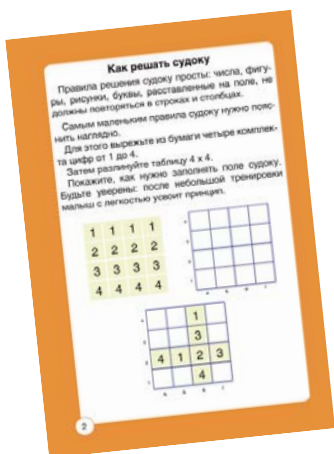 Как решать судоку
Правила решения судоку просты: числа, фигу-
ры, рисунки, буквы, расставленные на поле, не
должны повторяться в строках и столбцах.
Самым маленьким правила судоку нужно пояс-
нить наглядно.
Для этого вырежьте из бумаги четыре комплек-
та цифр от 1 до 4.
Затем разлинуйте таблицу 4 x 4.
Покажите, как нужно заполнять поле судоку.
Будьте уверены: после небольшой тренировки
малыш с легкостью усвоит принцип.
1 1 1 1
2 2 2 2
3 3 3 3
4 4 4 4
1
3
4 1 2 3
4
2